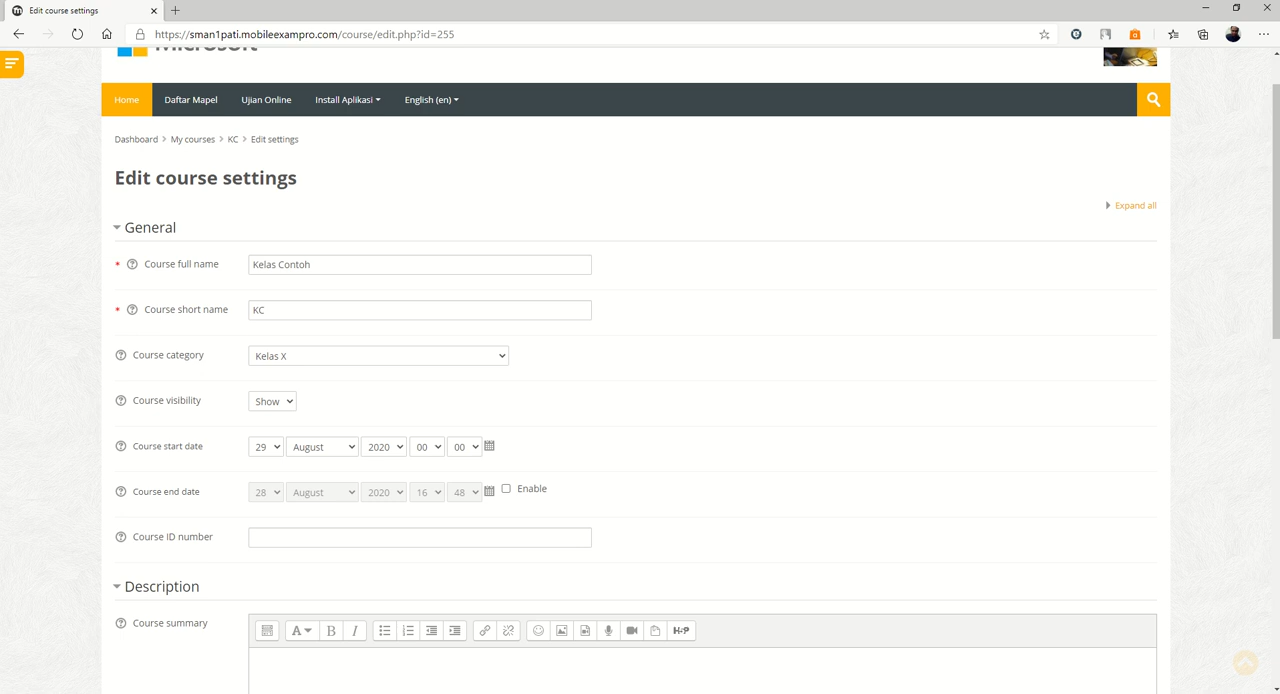 Edit course settings
https://sman1pati.mobileexampro.com/course/edit.php?id=255
Microsoft
Home Daftar Mapel Ujian Online Install Aplikasi English (en)
Dashboard My courses KC Edit settings
Edit course settings
Expand all
General
* Course full name Kelas Contoh
* Course short name KC
Course category Kelas X
Course visibility Show
Course start date 29 August 2020 00 00
Course end date 28 August 2020 16 48 Enable
Course ID number
Description
Course summary
A B I H-P